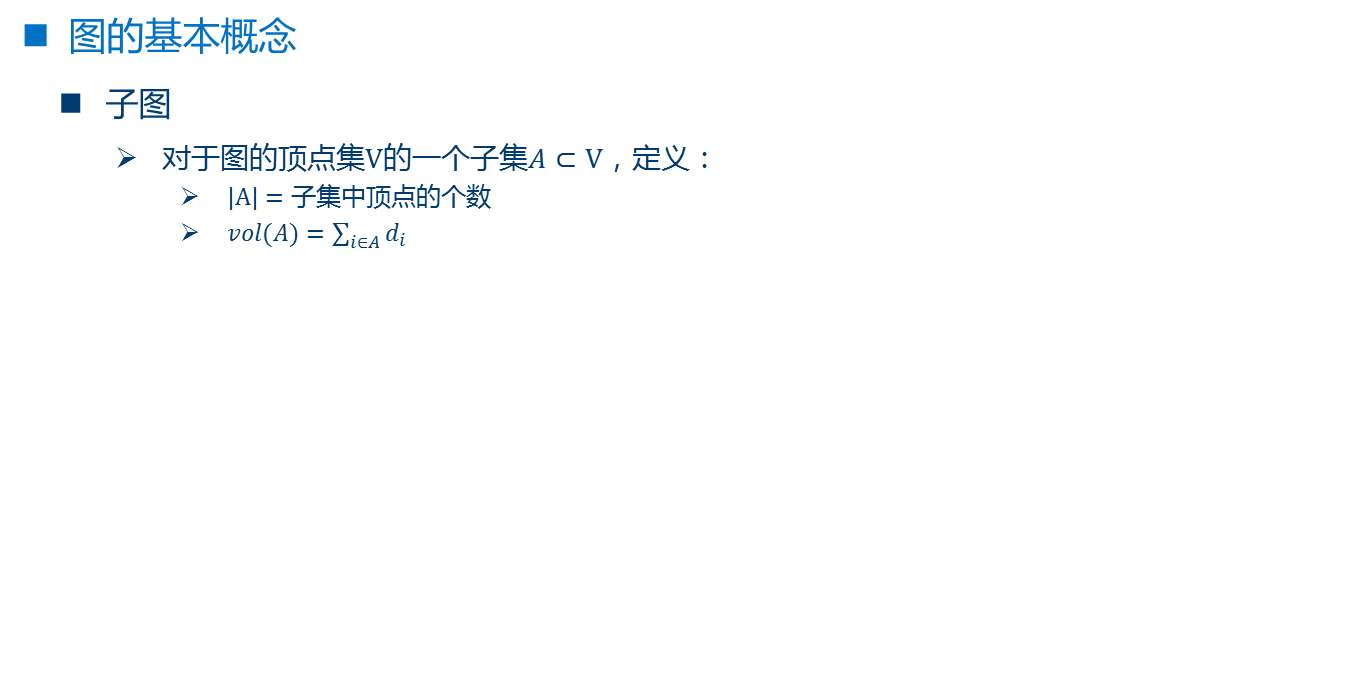 图的基本概念
子图
对于图的顶点集V的一个子集A ⊂ V，定义：
|A| = 子集中顶点的个数
vol(A) = ∑_{i∈A} d_i